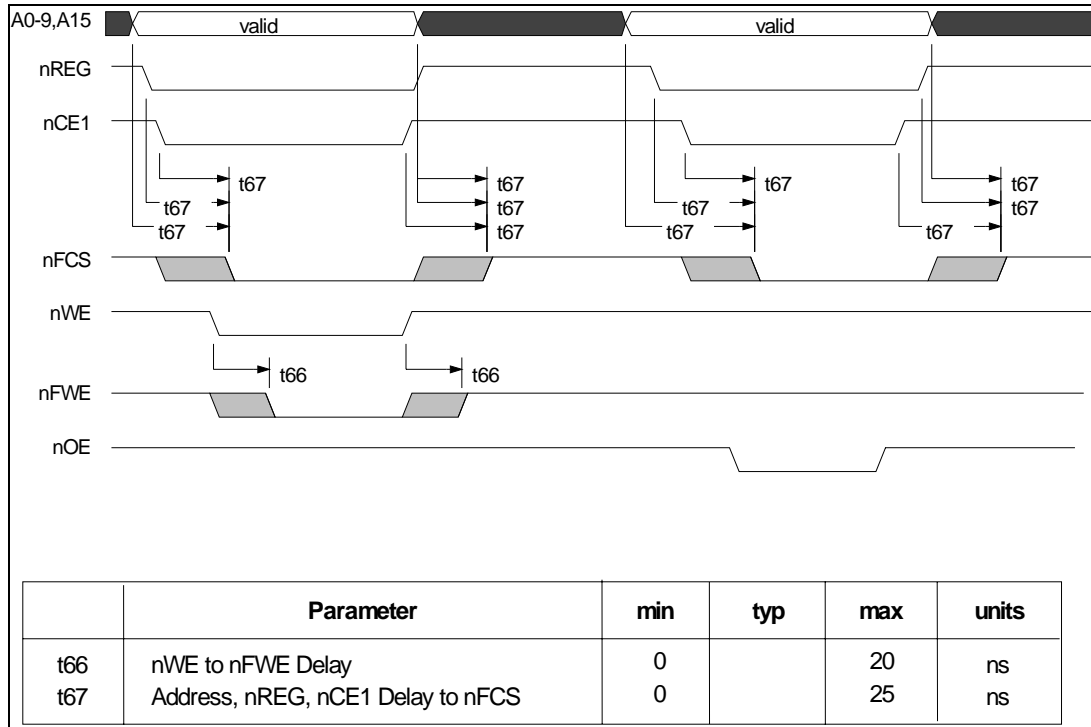 A0-9,A15 valid valid
nREG
nCE1
t67 t67 t67
t67 t67 t67 t67
t67 t67 t67 t67 t67
nFCS
nWE
t66 t66
nFWE
nOE
Parameter min typ max units
t66 nWE to nFWE Delay 0 20 ns
t67 Address, nREG, nCE1 Delay to nFCS 0 25 ns